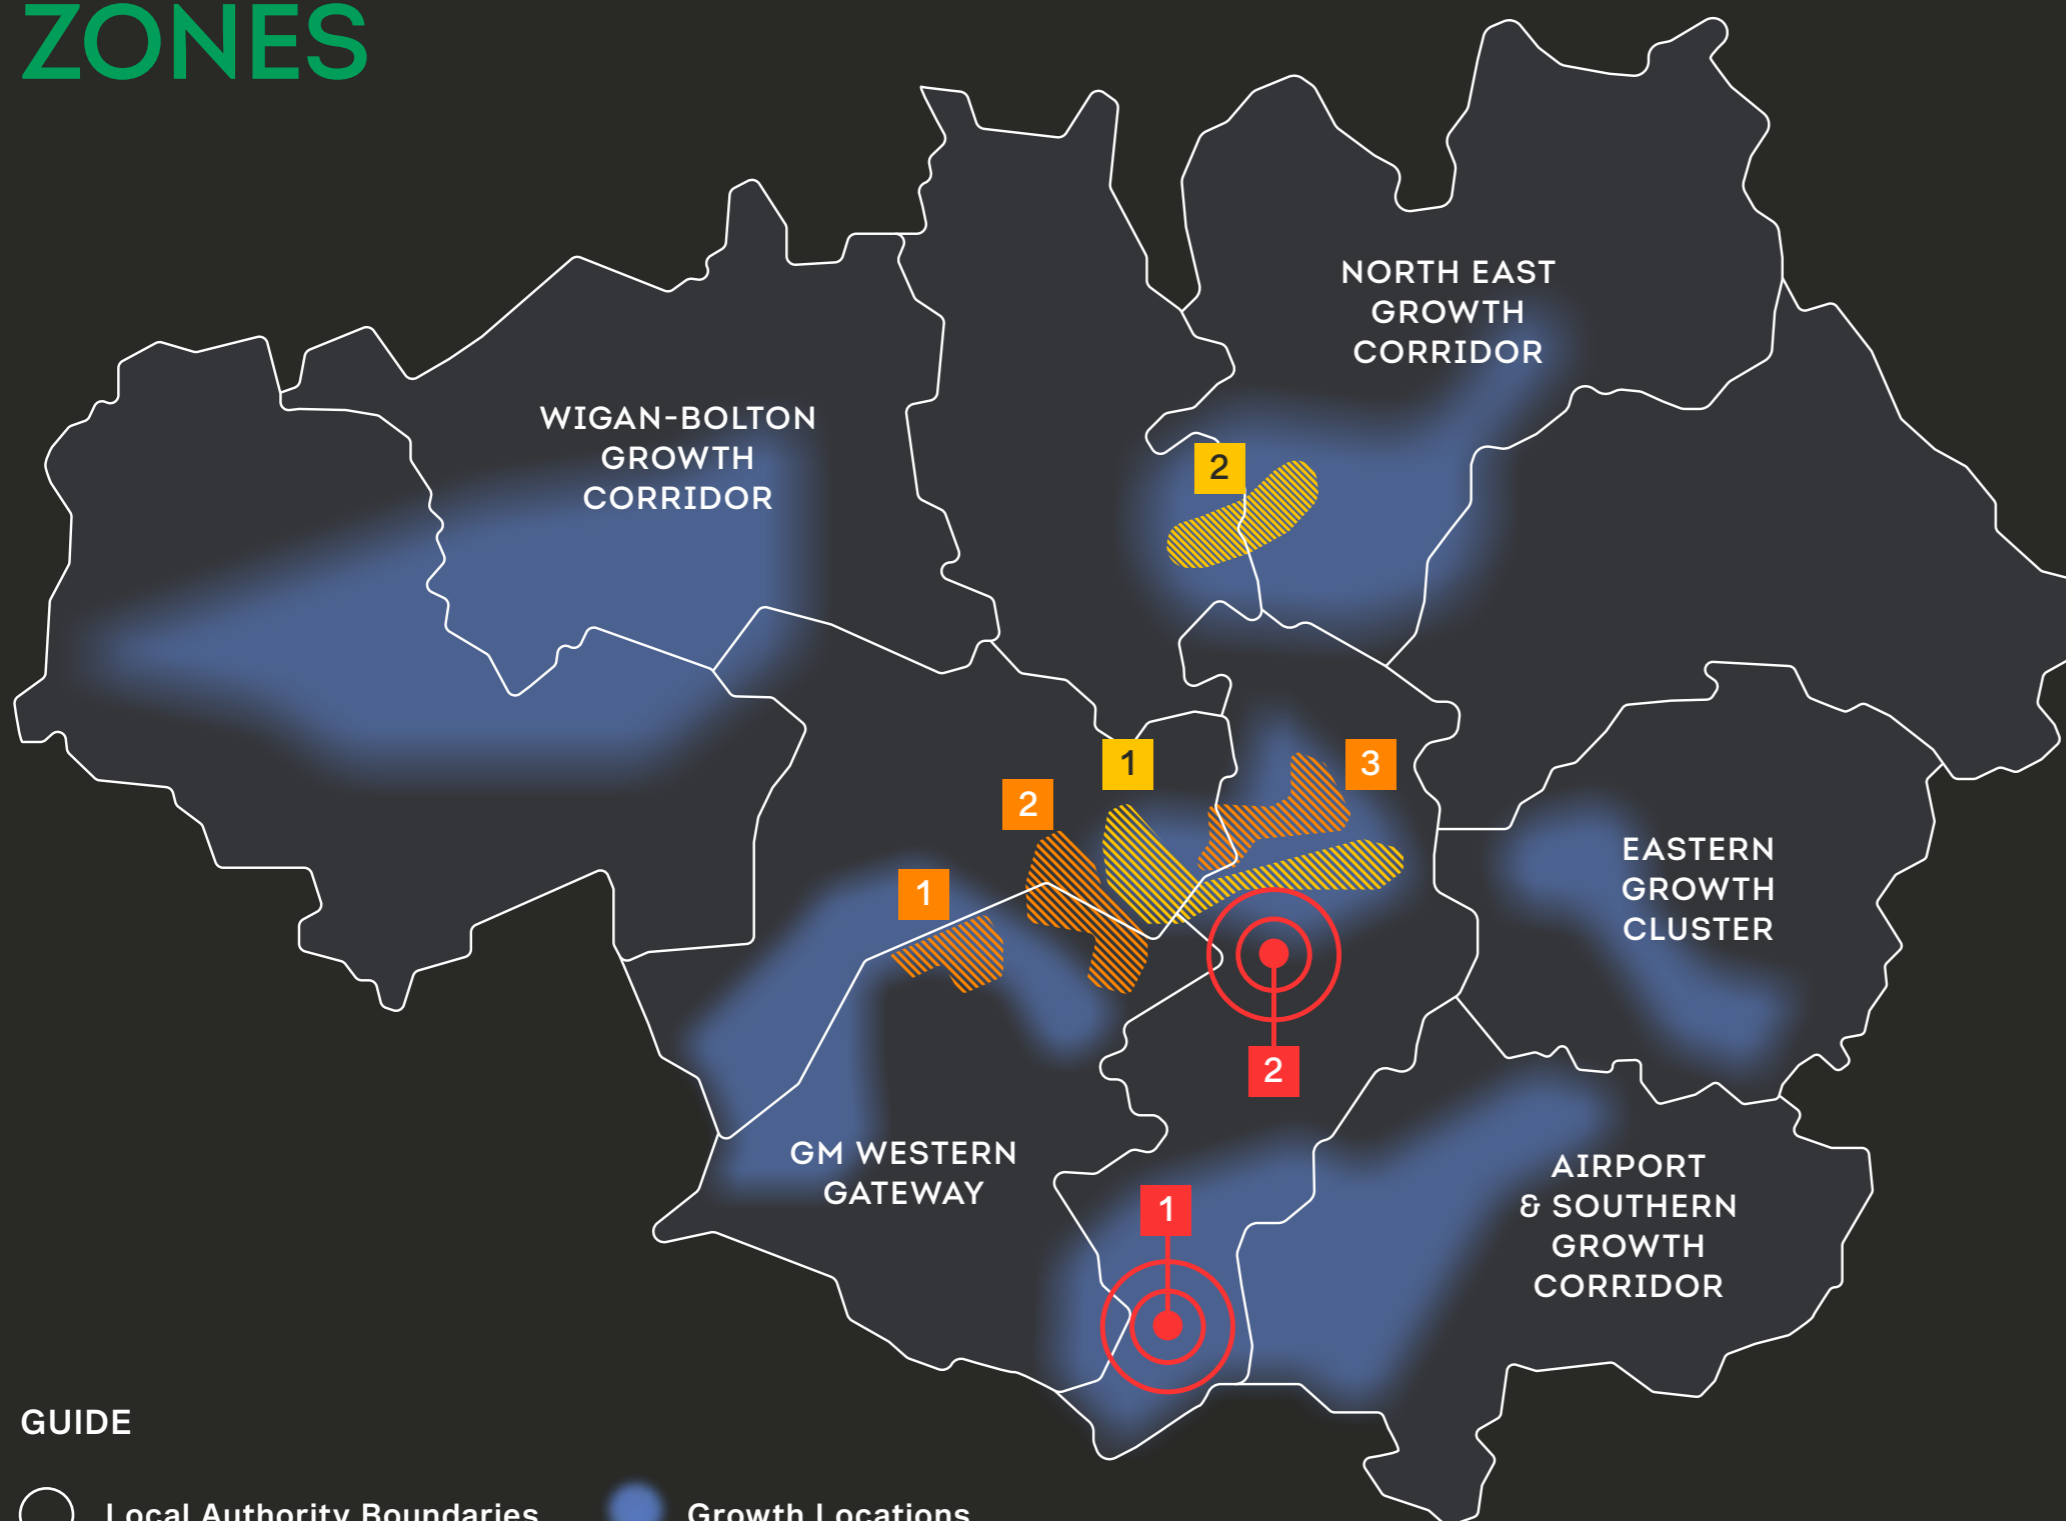 ZONES
NORTH EAST
GROWTH
CORRIDOR
WIGAN-BOLTON
GROWTH
CORRIDOR
2
1
3
2
1
EASTERN
GROWTH
CLUSTER
2
GM WESTERN
GATEWAY
AIRPORT
& SOUTHERN
GROWTH
CORRIDOR
1
GUIDE
Local Authority Boundaries
Growth Locations